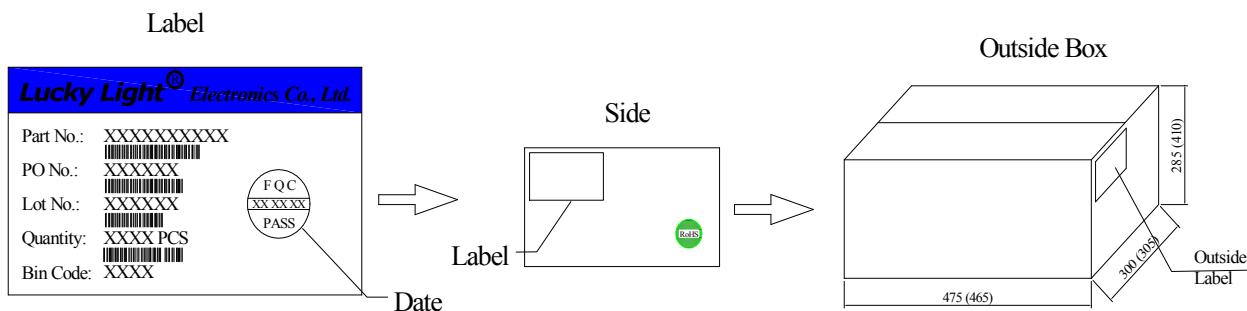 Label
Lucky Light® Electronics Co., Ltd.
Part No.: XXXXXXXXXX
PO No.: XXXXXX
Lot No.: XXXXXX
Quantity: XXXX PCS
Bin Code: XXXX
FQC
XX XX XX
PASS
Date
Side
Label
RoHS
Outside Box
285 (410)
300 (305)
475 (465)
Outside
Label